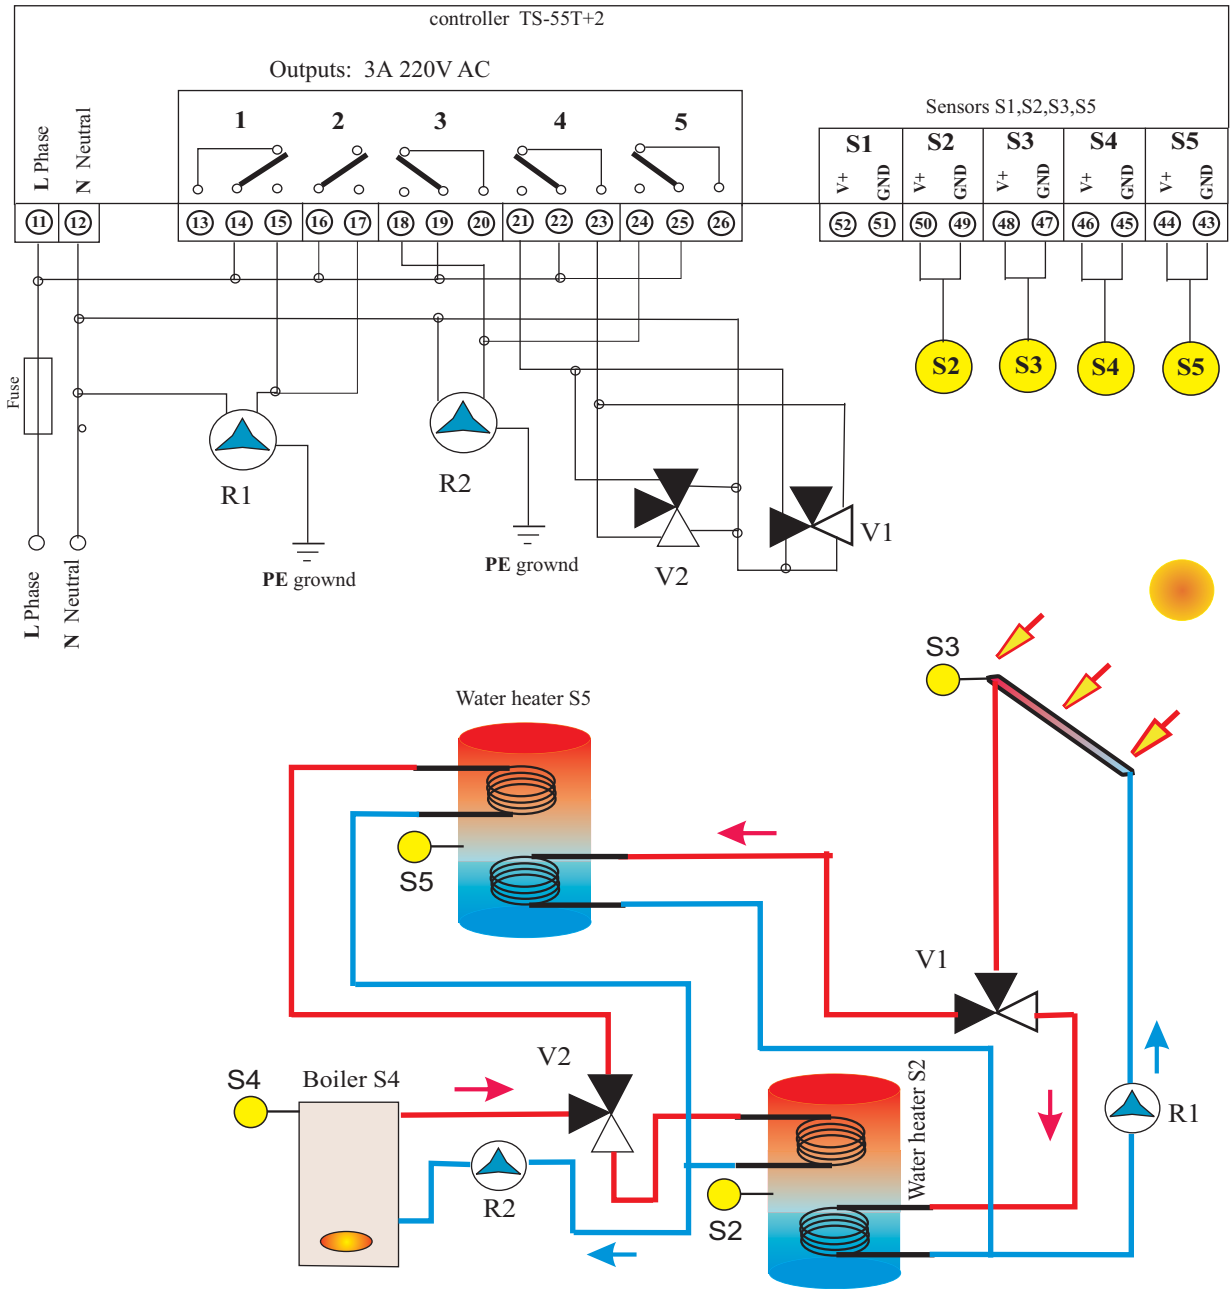 controller TS-55T+2
Outputs: 3A 220V AC
Sensors S1,S2,S3,S5
L Phase
N Neutral
1 2 3 4 5
S1 S2 S3 S4 S5
V+ GND V+ GND V+ GND V+ GND V+ GND
11 12 13 14 15 16 17 18 19 20 21 22 23 24 25 26 52 51 50 49 48 47 46 45 44 43
Fuse
S2 S3 S4 S5
R1
R2
V2
V1
PE grownd
PE grownd
L Phase
N Neutral
S3
Water heater S5
S5
V1
V2
S4
Boiler S4
Water heater S2
R1
R2
S2